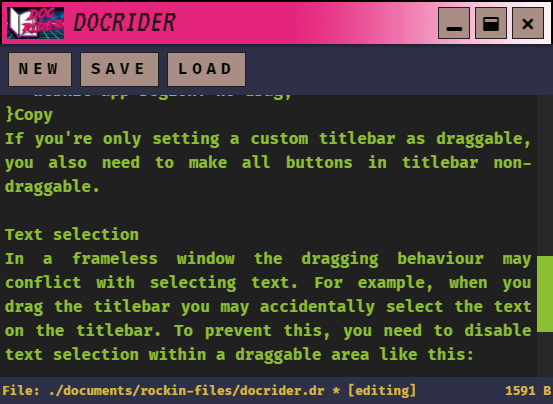 DOC RIDER DOCRIDER
NEW SAVE LOAD
}Copy
If you're only setting a custom titlebar as draggable,
you also need to make all buttons in titlebar non-
draggable.
Text selection
In a frameless window the dragging behaviour may
conflict with selecting text. For example, when you
drag the titlebar you may accidentally select the text
on the titlebar. To prevent this, you need to disable
text selection within a draggable area like this:
File: ./documents/rockin-files/docrider.dr * [editing] 1591 B